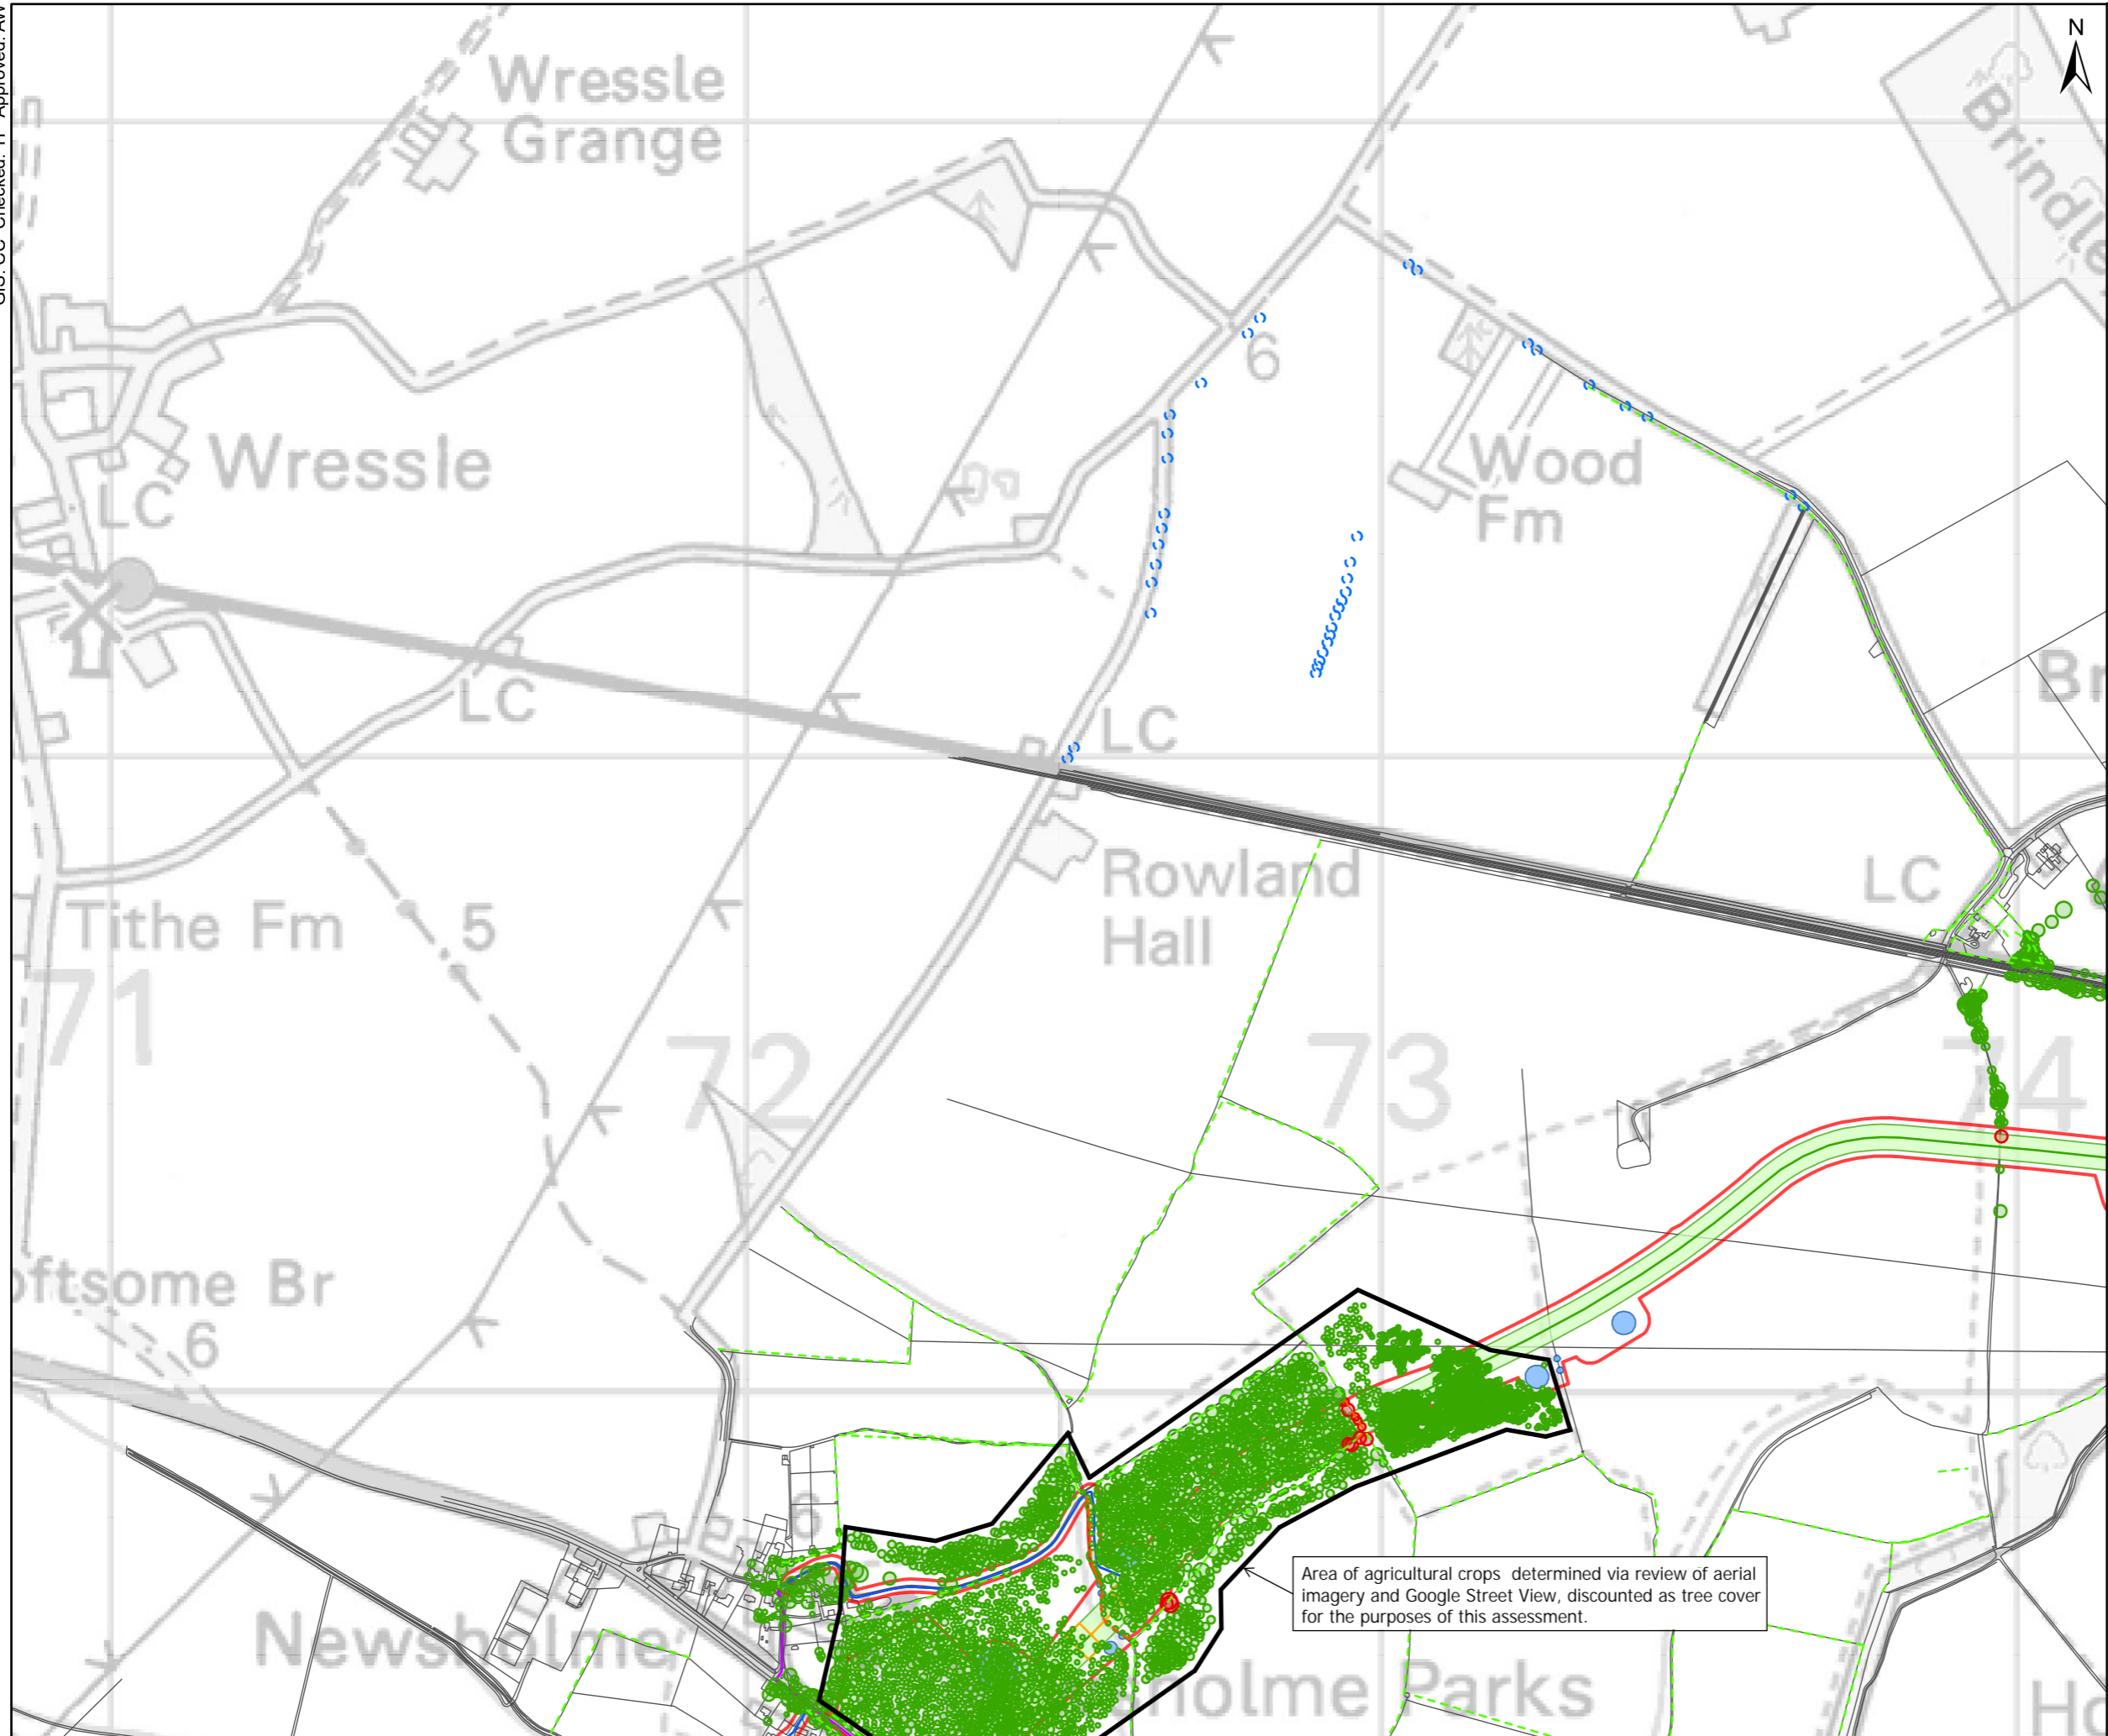 N
Wressle
Grange
Brindle
6
Wressle
LC
Wood
Fm
LC
LC
Br
Rowland
Hall
LC
Tithe Fm
5
71
72
73
74
oftsome Br
6
6
Area of agricultural crops determined via review of aerial
imagery and Google Street View, discounted as tree cover
for the purposes of this assessment.
Newsholme
holme Parks
Ho